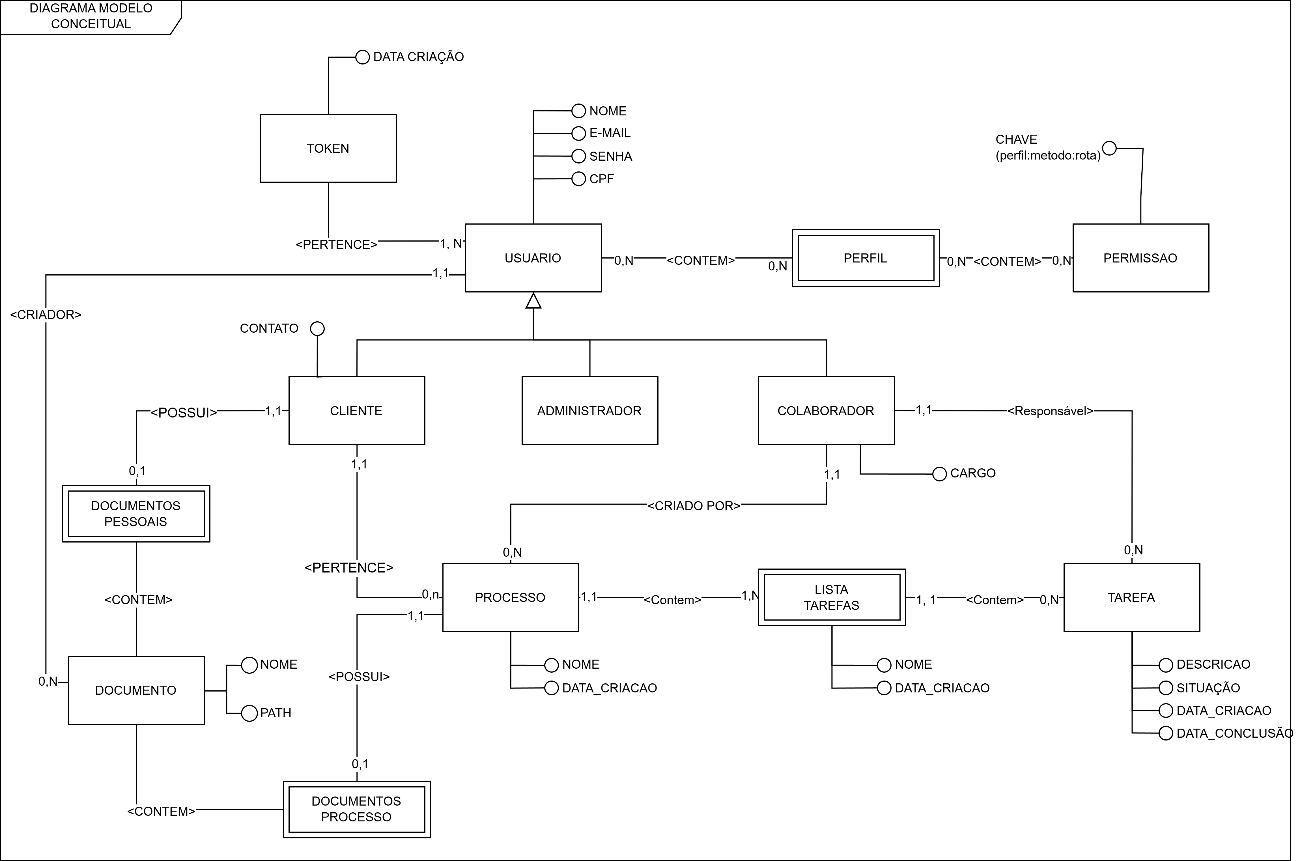 DIAGRAMA MODELO
CONCEITUAL
DATA CRIAÇÃO
TOKEN
NOME
E-MAIL
SENHA
CPF
CHAVE
(perfil:metodo:rota)
<PERTENCE>
1, N
USUARIO
0,N
<CONTEM>
0,N
PERFIL
0,N
<CONTEM>
0,N
PERMISSAO
1,1
<CRIADOR>
CONTATO
<POSSUI>
1,1
CLIENTE
ADMINISTRADOR
COLABORADOR
1,1
<Responsável>
0,1
1,1
1,1
CARGO
DOCUMENTOS
PESSOAIS
<CRIADO POR>
0,N
0,N
<CONTEM>
<PERTENCE>
0,n
PROCESSO
1,1
<Contem>
1,N
LISTA
TAREFAS
1, 1
<Contem>
0,N
TAREFA
1,1
0,N
DOCUMENTO
NOME
PATH
<POSSUI>
NOME
DATA_CRIACAO
NOME
DATA_CRIACAO
DESCRICAO
SITUAÇÃO
DATA_CRIACAO
DATA_CONCLUSÃO
0,1
<CONTEM>
DOCUMENTOS
PROCESSO